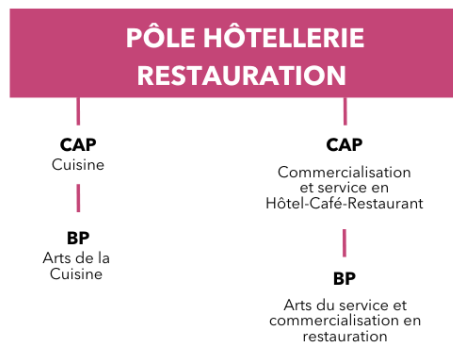 PÔLE HÔTELLERIE
RESTAURATION
CAP
Cuisine
BP
Arts de la
Cuisine
CAP
Commercialisation
et service en
Hôtel-Café-Restaurant
BP
Arts du service et
commercialisation en
restauration